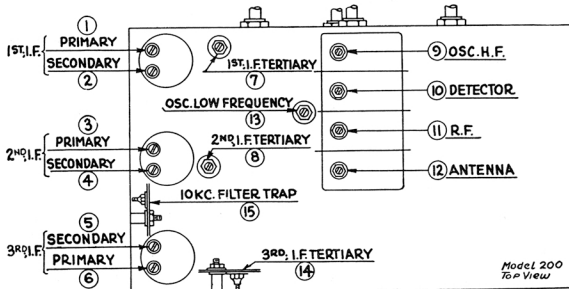 ①
1ST, I.F.
PRIMARY
SECONDARY
②
1ST. I.F. TERTIARY
⑦
OSC. LOW FREQUENCY
⑬
③
2ND, I.F.
PRIMARY
SECONDARY
④
2ND, I.F. TERTIARY
⑧
10KC. FILTER TRAP
⑮
⑤
3RD, I.F.
SECONDARY
PRIMARY
⑥
3RD, I.F. TERTIARY
⑭
⑨ OSC. H.F.
⑩ DETECTOR
⑪ R.F.
⑫ ANTENNA
Model 200
TOP VIEW